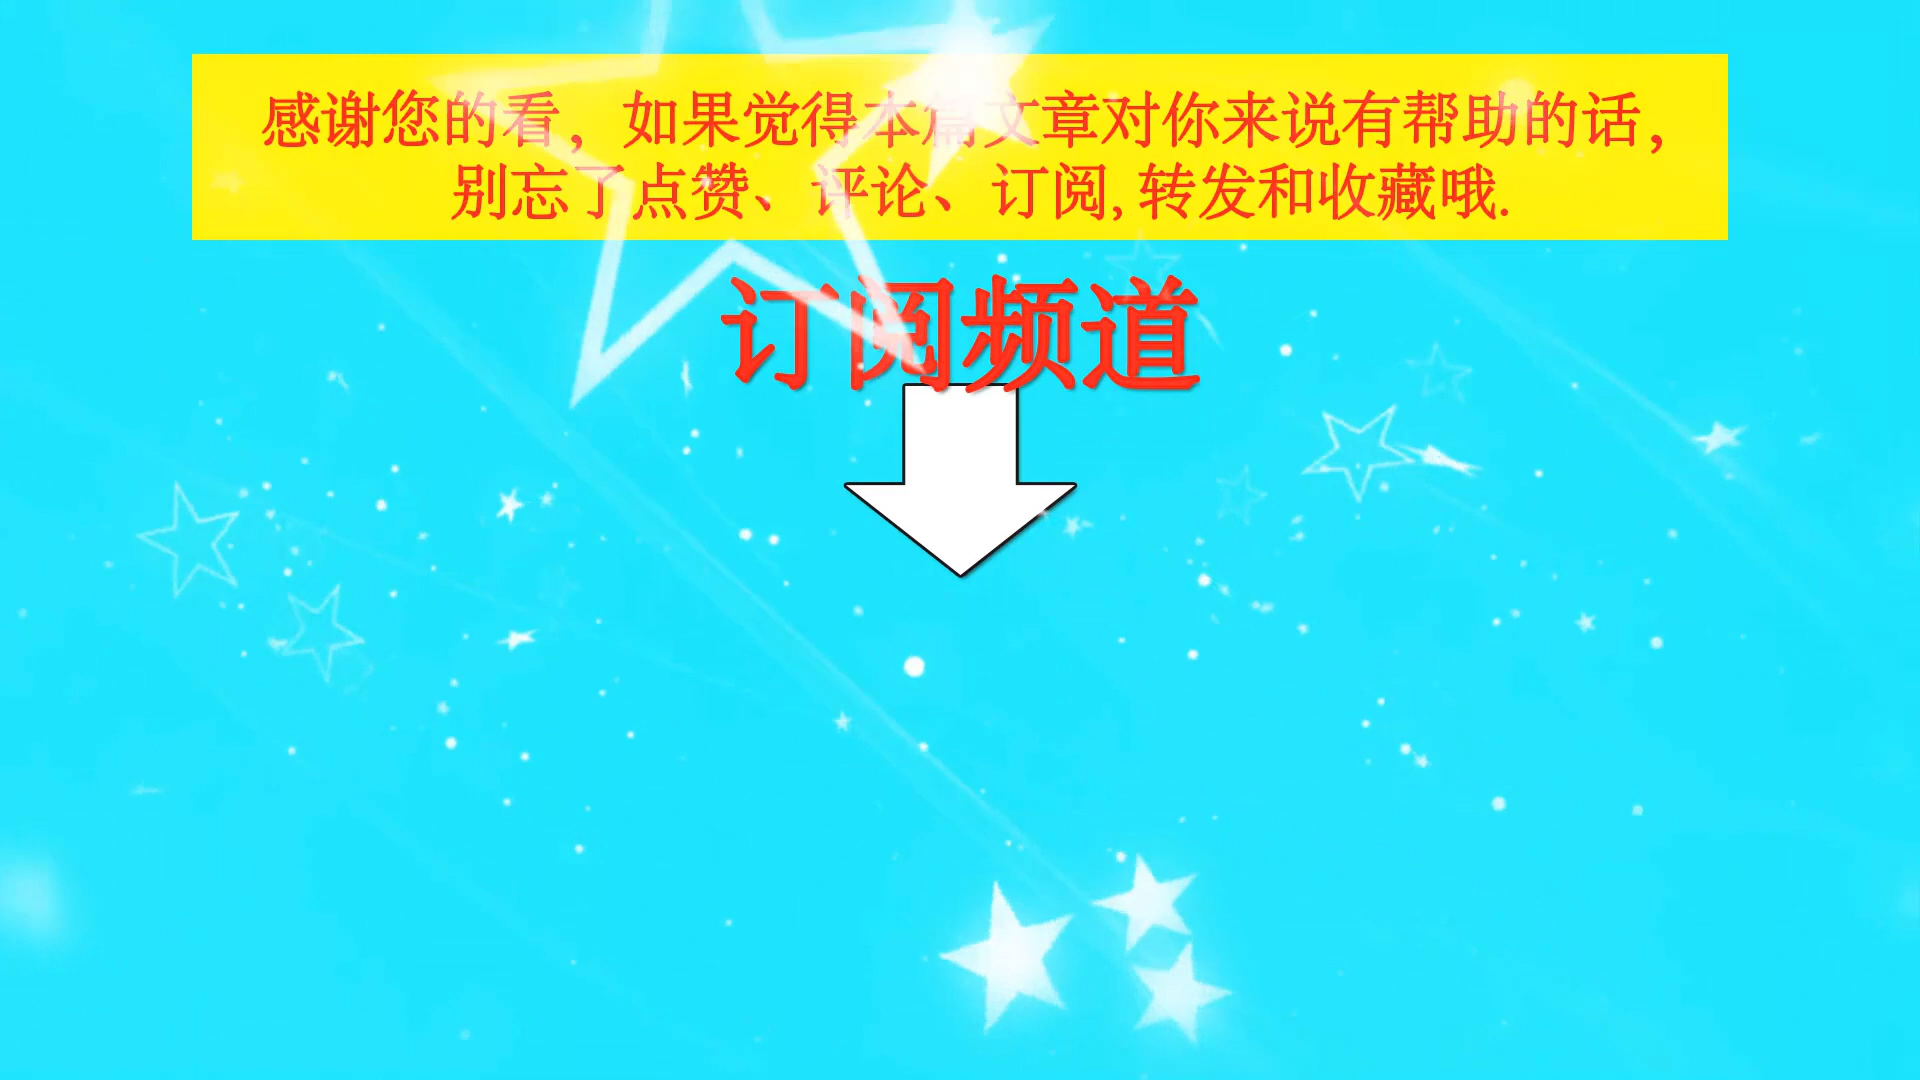 感谢您的看，如果觉得本篇文章对你来说有帮助的话，
别忘了点赞、评论、订阅,转发和收藏哦.
订阅频道